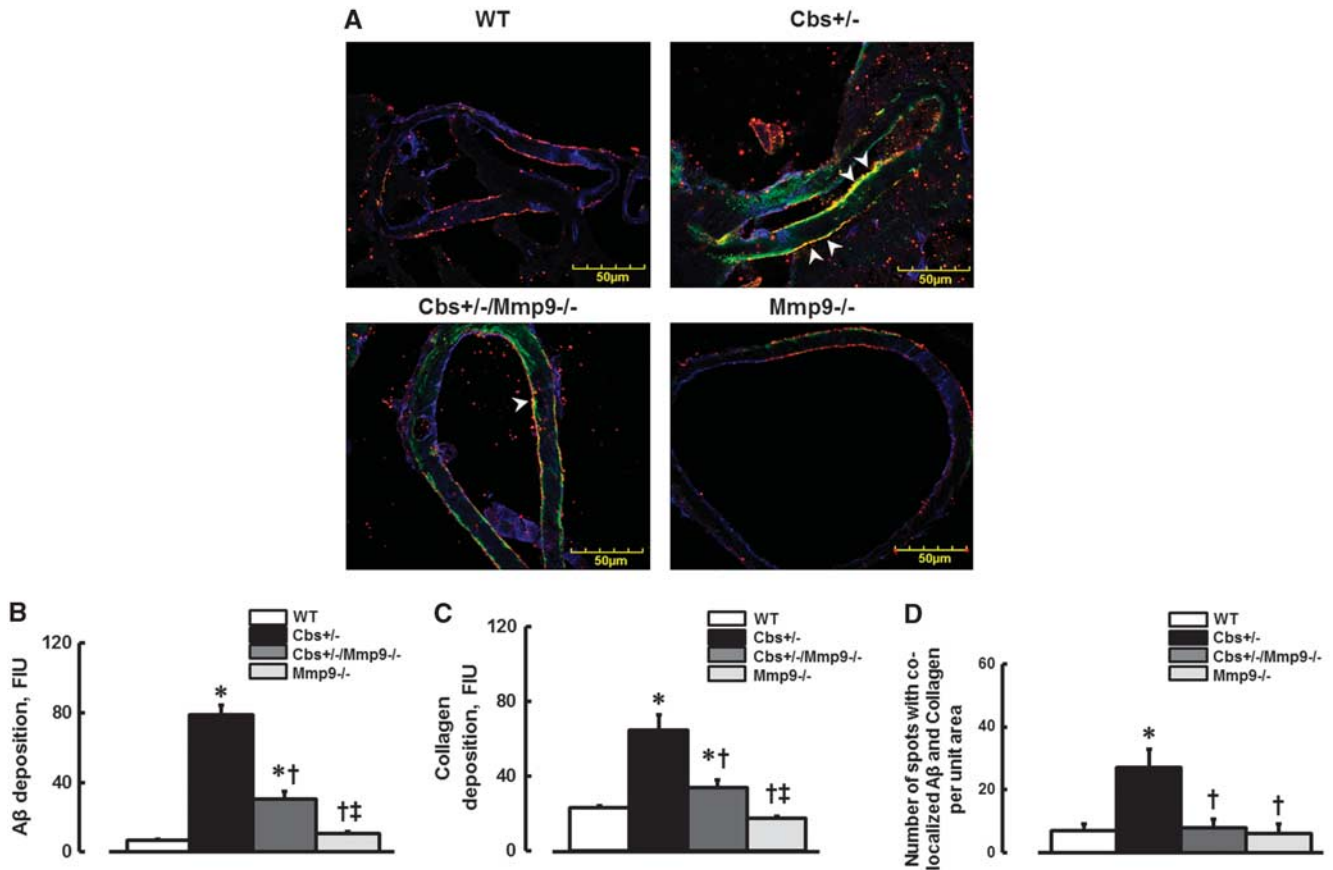 A
WT
Cbs+/-
50µm
50µm
Cbs+/-/Mmp9-/-
Mmp9-/-
50µm
50µm
B
WT
Cbs+/-
Cbs+/-/Mmp9-/-
Mmp9-/-
Aβ deposition, FIU
120
80
40
0
*
*†
†‡
C
WT
Cbs+/-
Cbs+/-/Mmp9-/-
Mmp9-/-
Collagen
deposition, FIU
120
80
40
0
*
*†
†‡
D
WT
Cbs+/-
Cbs+/-/Mmp9-/-
Mmp9-/-
Number of spots with co-
localized Aβ and Collagen
per unit area
60
40
20
0
*
†
†